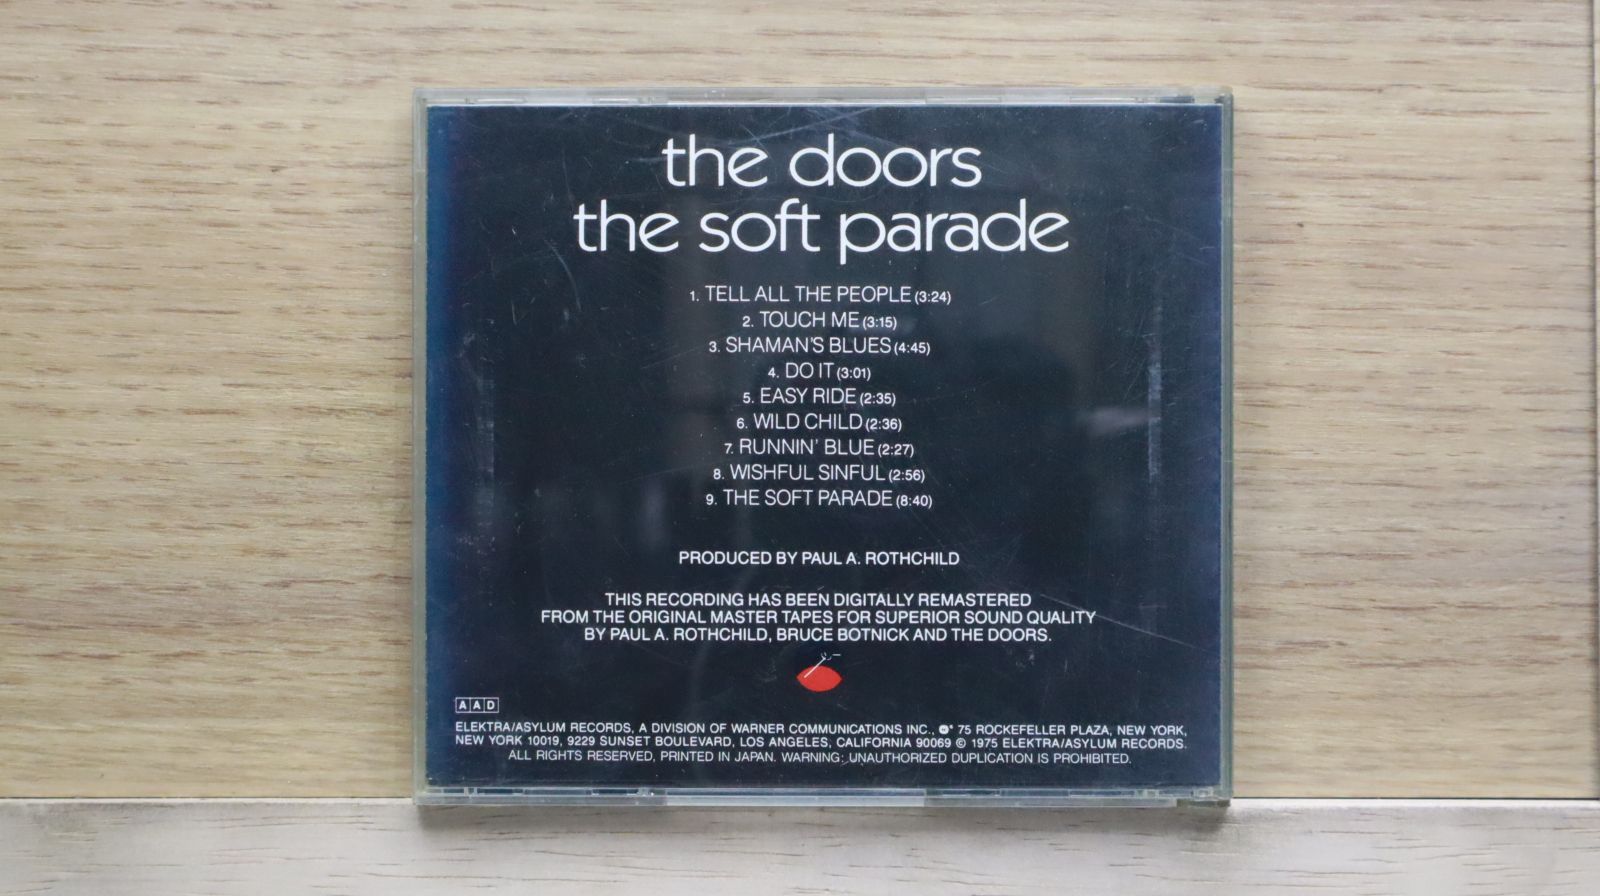 the doors
the soft parade
1. TELL ALL THE PEOPLE (3:24)
2. TOUCH ME (3:15)
3. SHAMAN'S BLUES (4:45)
4. DO IT (3:01)
5. EASY RIDE (2:35)
6. WILD CHILD (2:36)
7. RUNNIN' BLUE (2:27)
8. WISHFUL SINFUL (2:56)
9. THE SOFT PARADE (8:40)
PRODUCED BY PAUL A. ROTHCHILD
THIS RECORDING HAS BEEN DIGITALLY REMASTERED
FROM THE ORIGINAL MASTER TAPES FOR SUPERIOR SOUND QUALITY
BY PAUL A. ROTHCHILD, BRUCE BOTNICK AND THE DOORS.
AAD
ELEKTRA/ASYLUM RECORDS, A DIVISION OF WARNER COMMUNICATIONS INC., 75 ROCKEFELLER PLAZA, NEW YORK,
NEW YORK 10019, 9229 SUNSET BOULEVARD, LOS ANGELES, CALIFORNIA 90069 © 1975 ELEKTRA/ASYLUM RECORDS.
ALL RIGHTS RESERVED, PRINTED IN JAPAN. WARNING: UNAUTHORIZED DUPLICATION IS PROHIBITED.